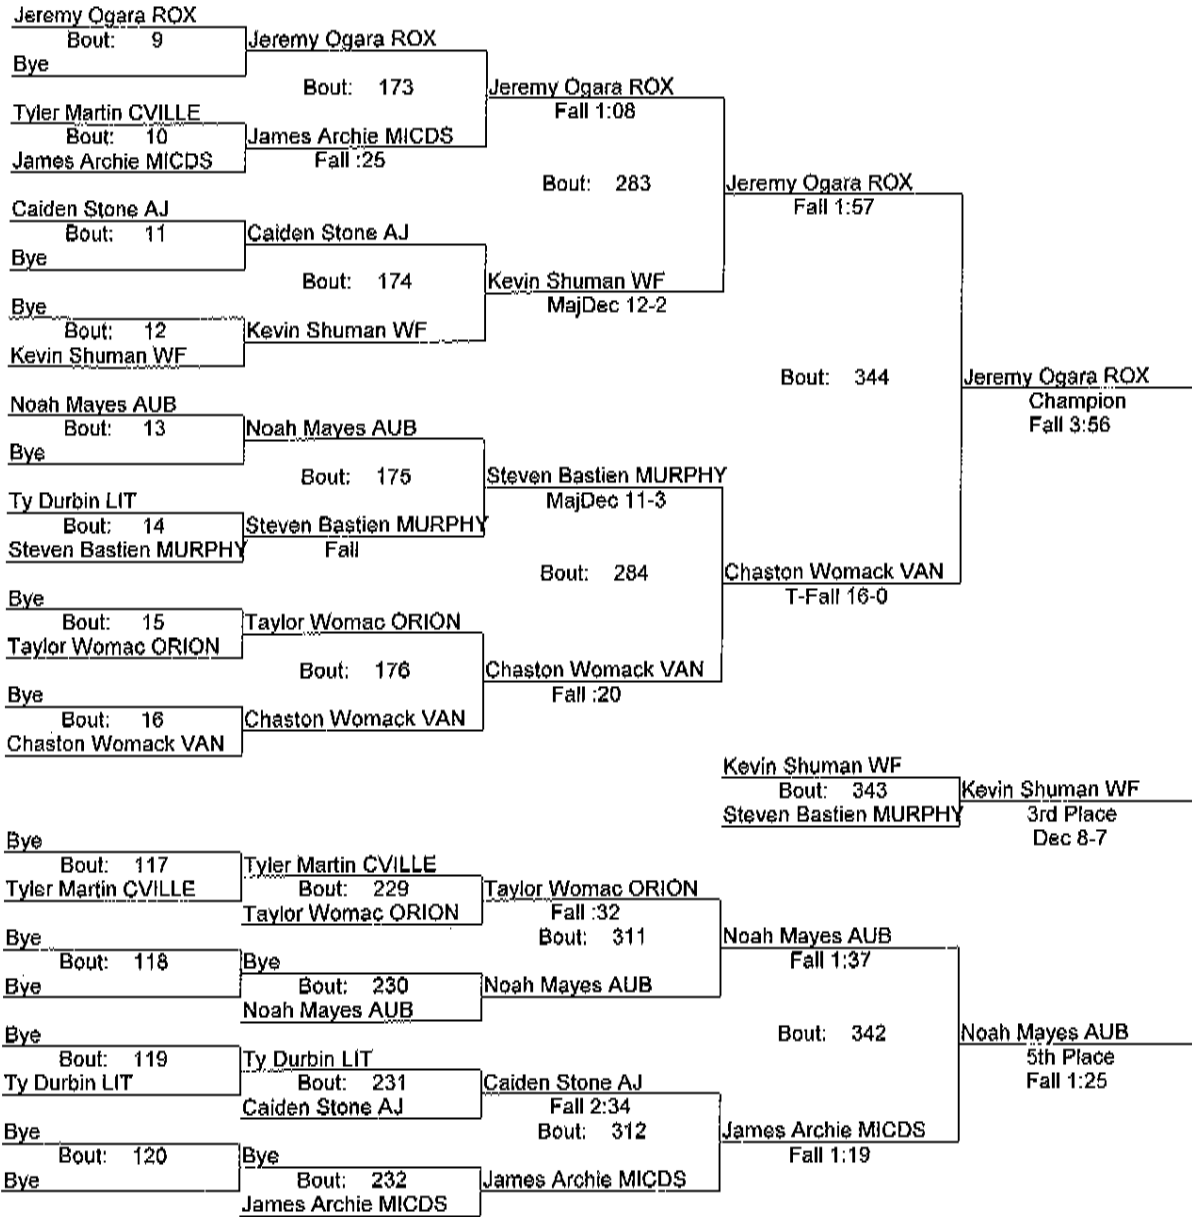 Jeremy Ogara ROX
Bout: 9
Bye
Jeremy Ogara ROX
Bout: 173
Tyler Martin CVILLE
Bout: 10
James Archie MICDS
James Archie MICDS
Fall :25
Jeremy Ogara ROX
Fall 1:08
Bout: 283
Caiden Stone AJ
Bout: 11
Bye
Caiden Stone AJ
Bout: 174
Bye
Bout: 12
Kevin Shuman WF
Kevin Shuman WF
Kevin Shuman WF
MajDec 12-2
Jeremy Ogara ROX
Fall 1:57
Bout: 344
Noah Mayes AUB
Bout: 13
Bye
Noah Mayes AUB
Bout: 175
Ty Durbin LIT
Bout: 14
Steven Bastien MURPHY
Steven Bastien MURPHY
Fall
Steven Bastien MURPHY
MajDec 11-3
Bout: 284
Bye
Bout: 15
Taylor Womac ORION
Taylor Womac ORION
Bout: 176
Bye
Bout: 16
Chaston Womack VAN
Chaston Womack VAN
Chaston Womack VAN
Fall :20
Chaston Womack VAN
T-Fall 16-0
Jeremy Ogara ROX
Champion
Fall 3:56
Kevin Shuman WF
Bout: 343
Steven Bastien MURPHY
Kevin Shuman WF
3rd Place
Dec 8-7
Bye
Bout: 117
Tyler Martin CVILLE
Tyler Martin CVILLE
Bout: 229
Taylor Womac ORION
Taylor Womac ORION
Fall :32
Bout: 311
Bye
Bout: 118
Bye
Bye
Bout: 230
Noah Mayes AUB
Noah Mayes AUB
Noah Mayes AUB
Fall 1:37
Bout: 342
Bye
Bout: 119
Ty Durbin LIT
Ty Durbin LIT
Bout: 231
Caiden Stone AJ
Caiden Stone AJ
Fall 2:34
Bout: 312
Bye
Bout: 120
Bye
Bye
Bout: 232
James Archie MICDS
James Archie MICDS
James Archie MICDS
Fall 1:19
Noah Mayes AUB
5th Place
Fall 1:25